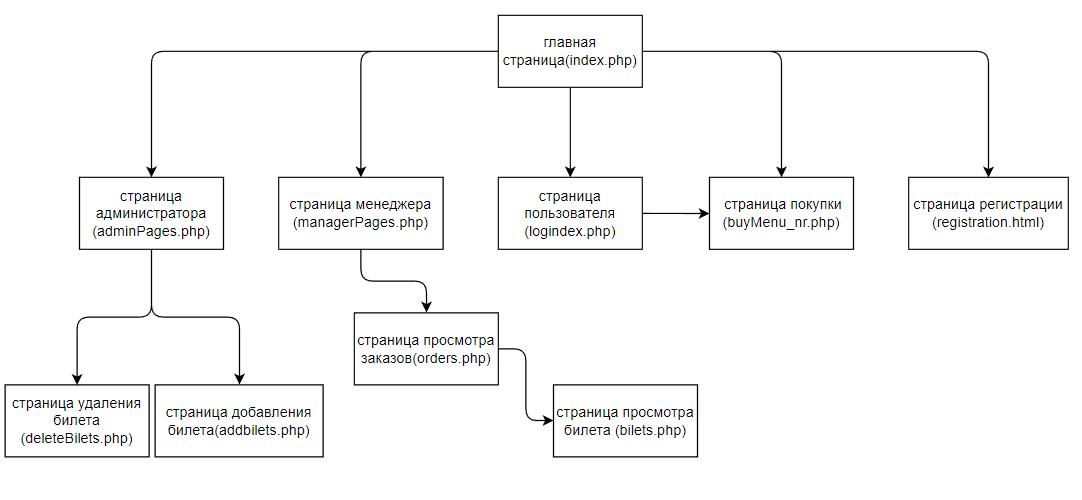 главная
страница(index.php)
страница
администратора
(adminPages.php)
страница менеджера
(managerPages.php)
страница
пользователя
(logindex.php)
страница покупки
(buyMenu_nr.php)
страница регистрации
(registration.html)
страница просмотра
заказов(orders.php)
страница удаления
билета
(deleteBilets.php)
страница добавления
билета(addbilets.php)
страница просмотра
билета (bilets.php)